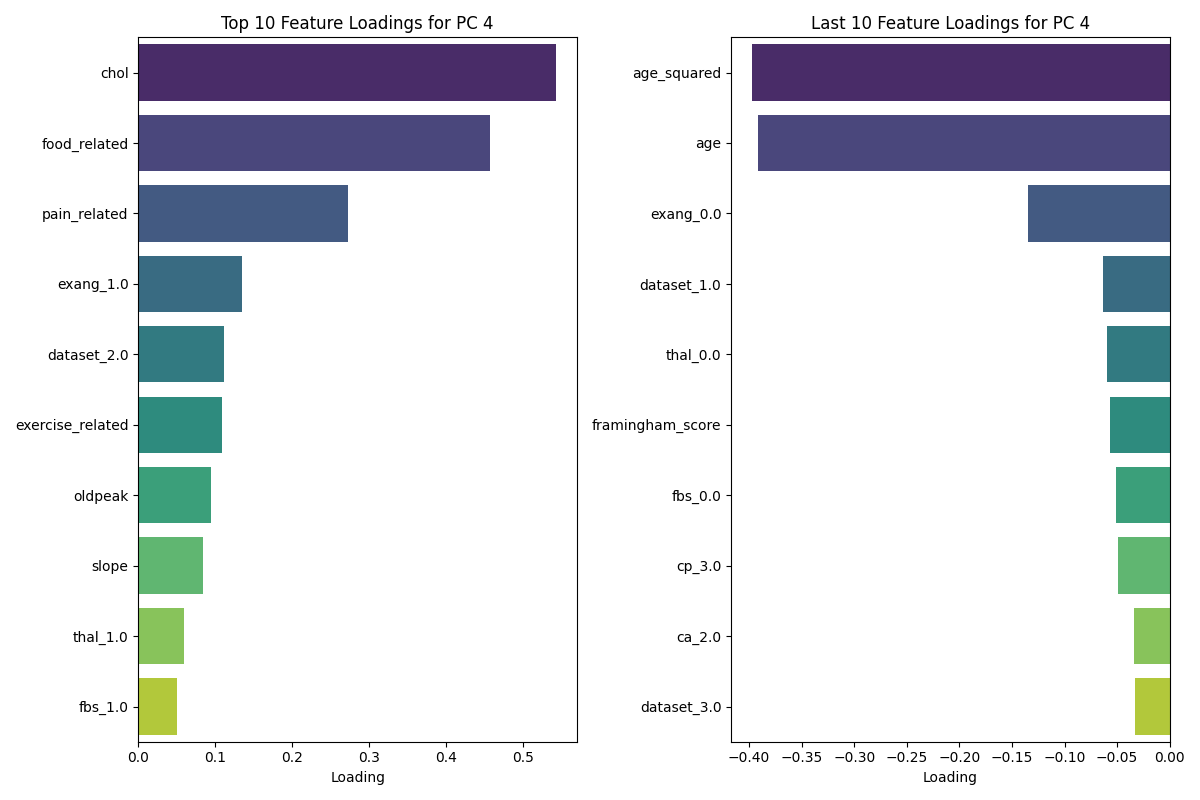 Top 10 Feature Loadings for PC 4
chol
food_related
pain_related
exang_1.0
dataset_2.0
exercise_related
oldpeak
slope
thal_1.0
fbs_1.0
0.0 0.1 0.2 0.3 0.4 0.5
Loading
Last 10 Feature Loadings for PC 4
age_squared
age
exang_0.0
dataset_1.0
thal_0.0
framingham_score
fbs_0.0
cp_3.0
ca_2.0
dataset_3.0
−0.40 −0.35 −0.30 −0.25 −0.20 −0.15 −0.10 −0.05 0.00
Loading